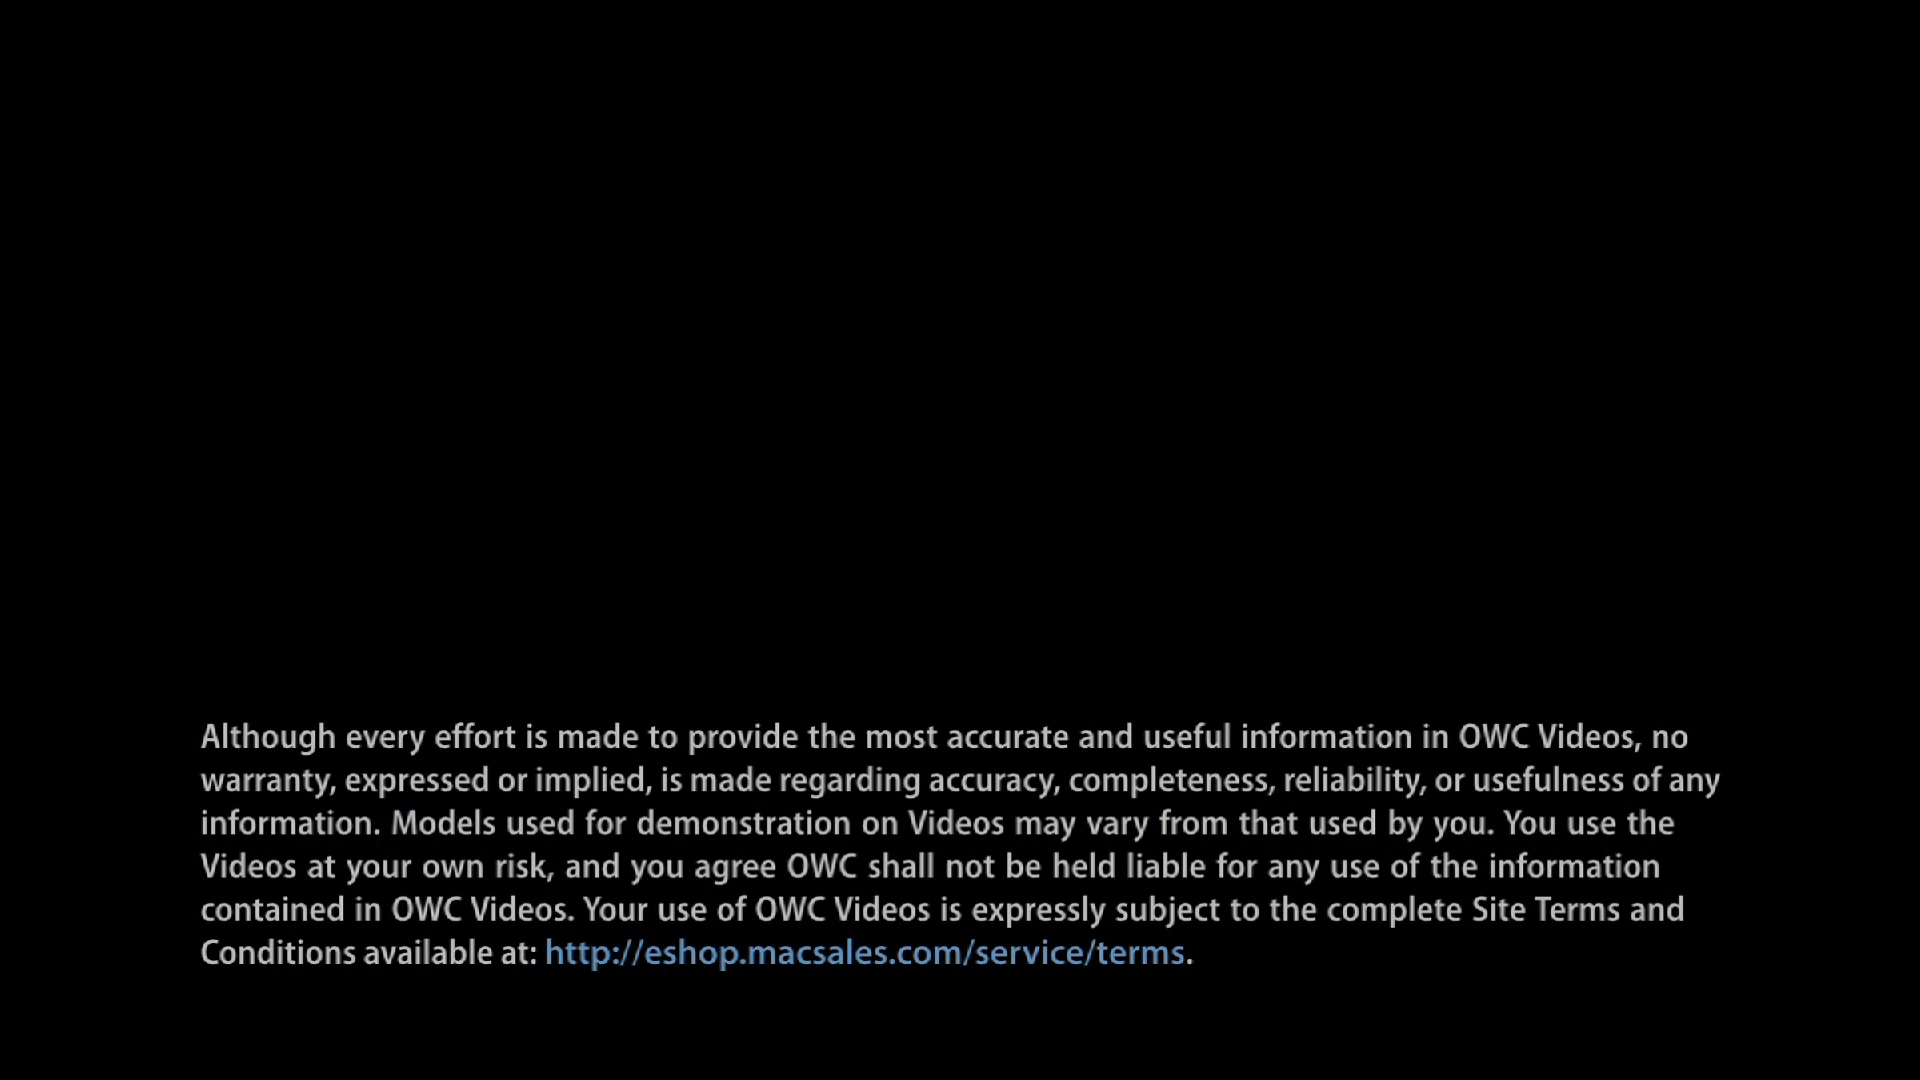 Although every effort is made to provide the most accurate and useful information in OWC Videos, no
warranty, expressed or implied, is made regarding accuracy, completeness, reliability, or usefulness of any
information. Models used for demonstration on Videos may vary from that used by you. You use the
Videos at your own risk, and you agree OWC shall not be held liable for any use of the information
contained in OWC Videos. Your use of OWC Videos is expressly subject to the complete Site Terms and
Conditions available at: http://eshop.macsales.com/service/terms.